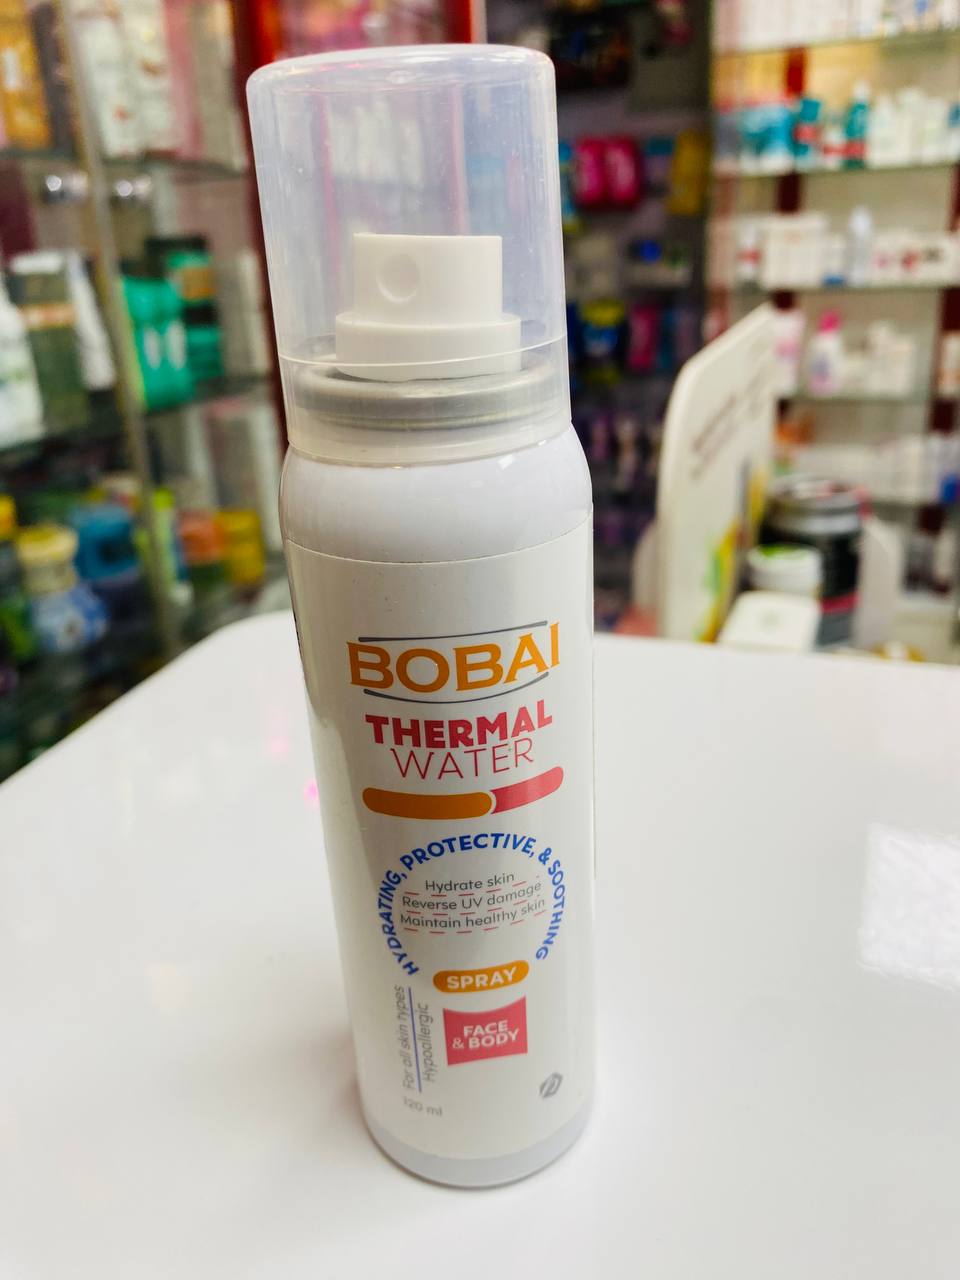 BOBAI
THERMAL
WATER
HYDRATING, PROTECTIVE, & SOOTHING
Hydrate skin
Reverse UV damage
Maintain healthy skin
SPRAY
FACE
& BODY
For all skin types
Hypoallergic
120 ml